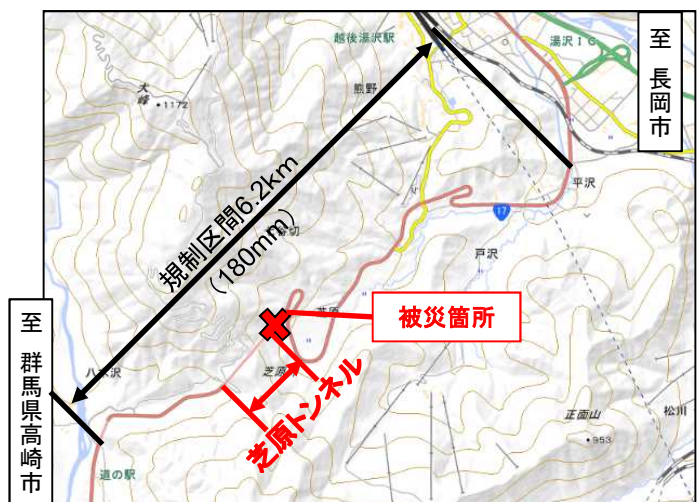 越後湯沢駅
湯沢IC
至 長岡市
大峰
・1172
熊野
平沢
規制区間6.2km
(180mm)
17
戸沢
被災箇所
至 群馬県高崎市
八木沢
芝原トンネル
正面山
・953
松川
道の駅